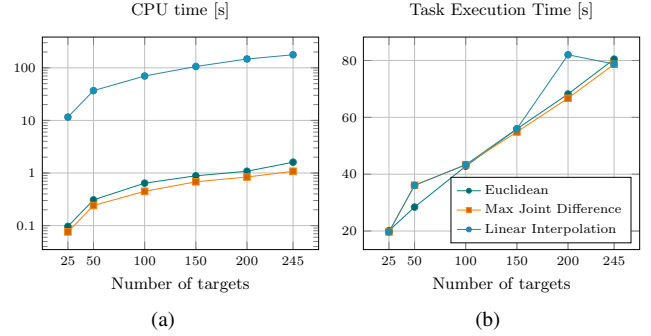 CPU time [s]
100
10
1
0.1
25 50 100 150 200 245
Number of targets
(a)
Task Execution Time [s]
80
60
40
20
25 50 100 150 200 245
Number of targets
Euclidean
Max Joint Difference
Linear Interpolation
(b)